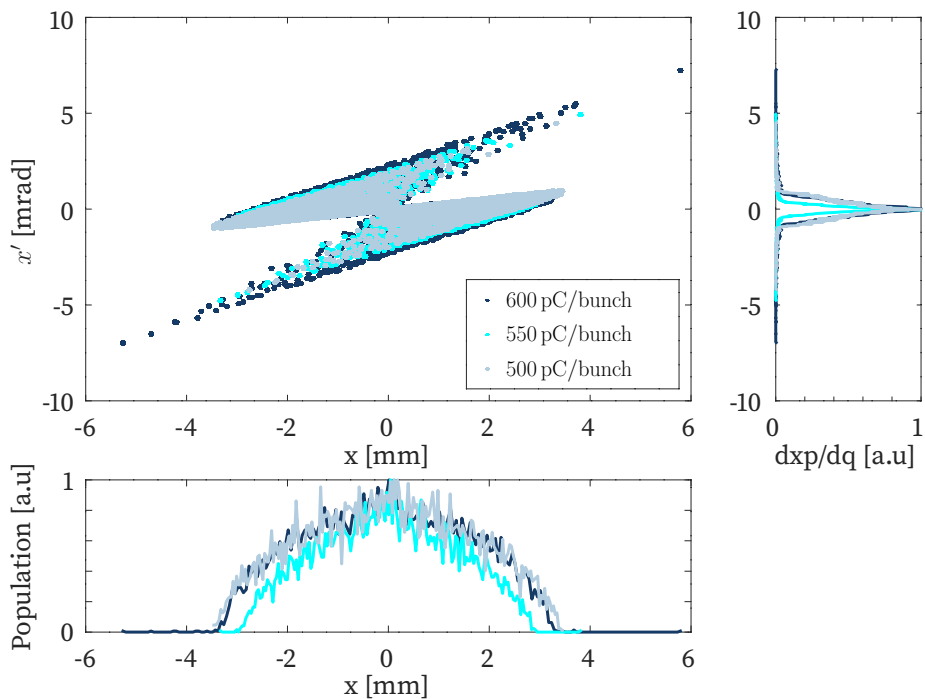 10
5
0
-5
-10
x′ [mrad]
-6 -4 -2 0 2 4 6
x [mm]
600 pC/bunch
550 pC/bunch
500 pC/bunch
10
5
0
-5
-10
0 1
dxp/dq [a.u]
1
0
Population [a.u]
-6 -4 -2 0 2 4 6
x [mm]